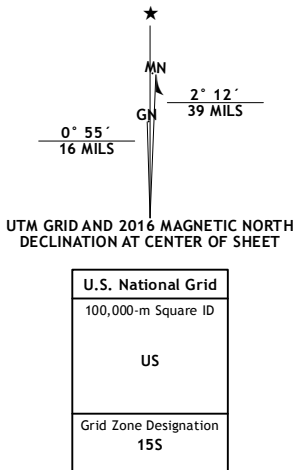 ★
MN
2° 12´
39 MILS
GN
0° 55´
16 MILS
UTM GRID AND 2016 MAGNETIC NORTH
DECLINATION AT CENTER OF SHEET
U.S. National Grid
100,000-m Square ID
US
Grid Zone Designation
15S